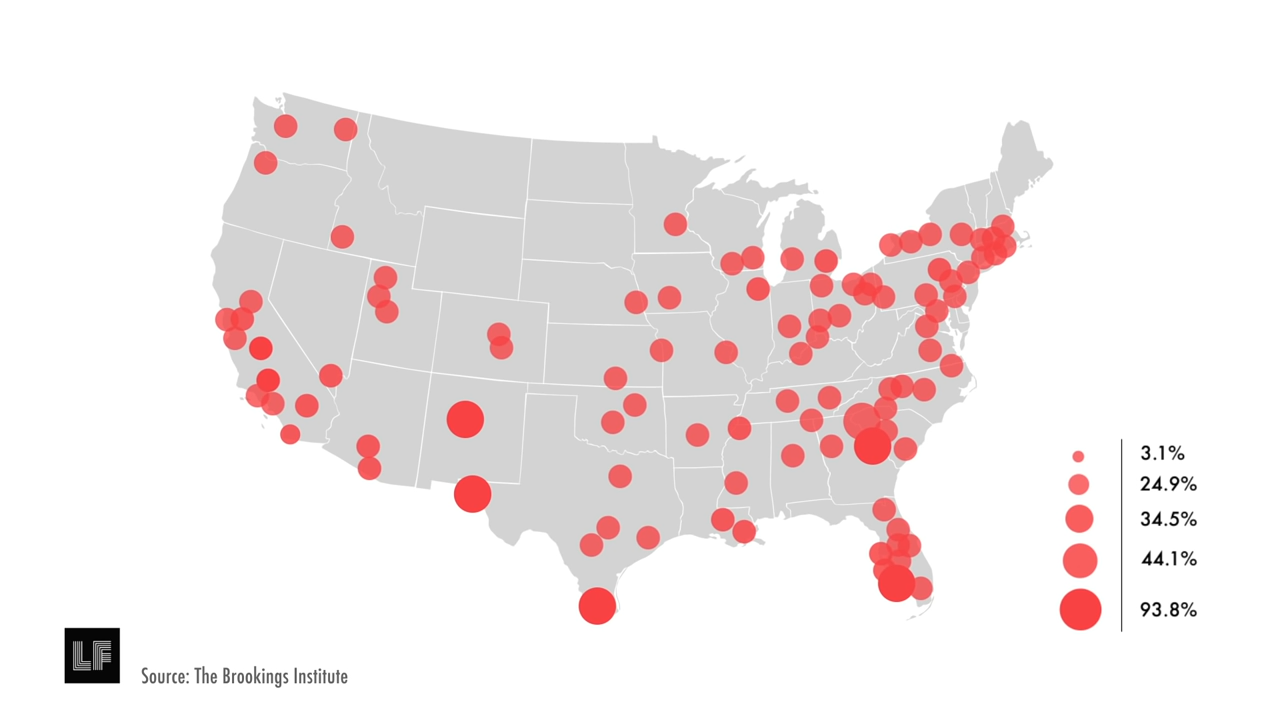 3.1%
24.9%
34.5%
44.1%
93.8%
LF
Source: The Brookings Institute